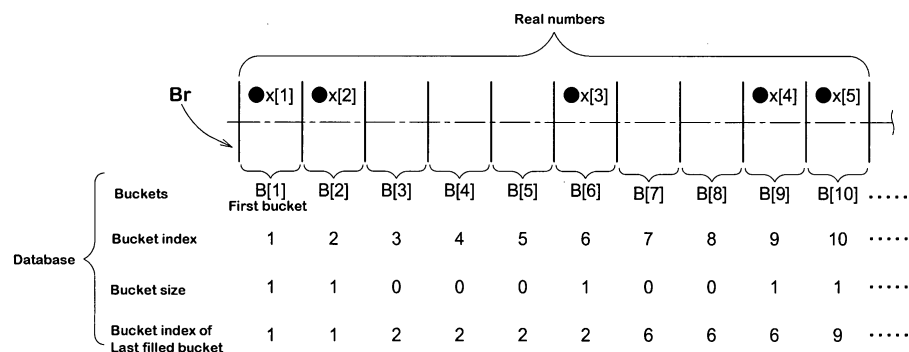 Real numbers
Br
x[1] x[2] x[3] x[4] x[5]
Buckets B[1] B[2] B[3] B[4] B[5] B[6] B[7] B[8] B[9] B[10] .....
First bucket
Bucket index 1 2 3 4 5 6 7 8 9 10 .....
Database
Bucket size 1 1 0 0 0 1 0 0 1 1 .....
Bucket index of
Last filled bucket 1 1 2 2 2 2 6 6 6 9 .....